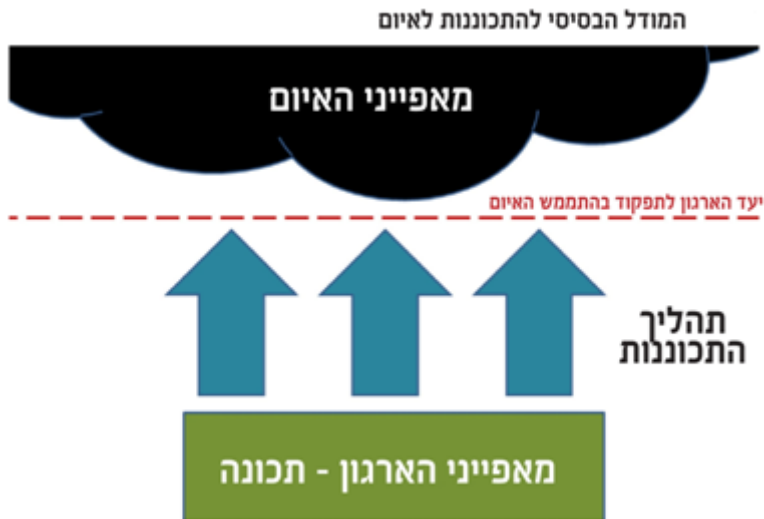 המודל הבסיסי להתכוננות לאיום
מאפייני האיום
יעד הארגון לתפקוד בהתממש האיום
תהליך
התכוננות
מאפייני הארגון - תכונה